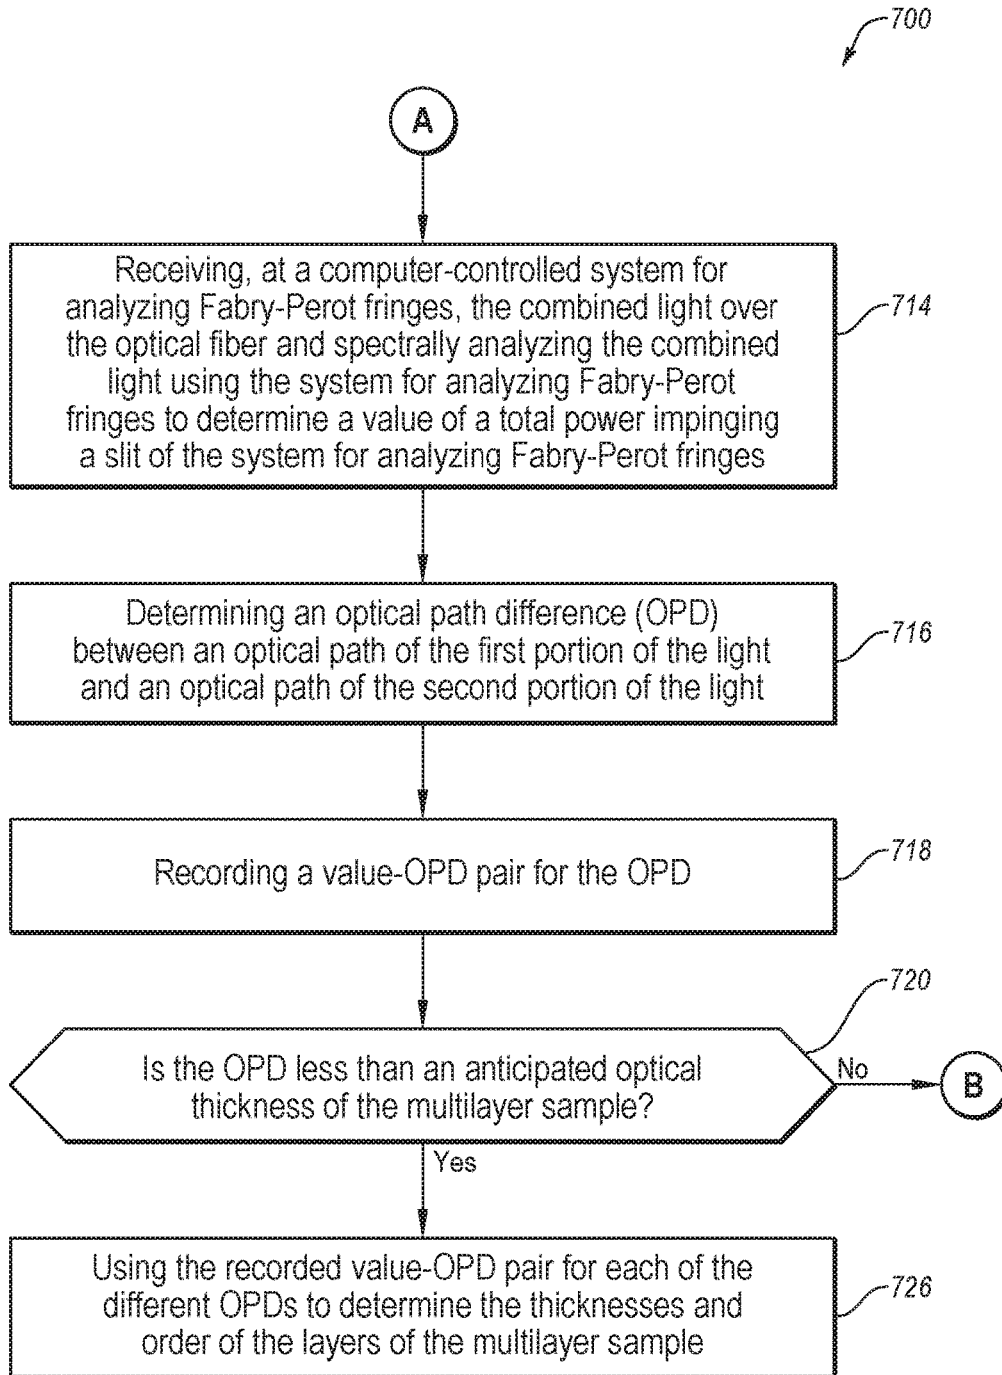 700
A
Receiving, at a computer-controlled system for
analyzing Fabry-Perot fringes, the combined light over
the optical fiber and spectrally analyzing the combined
light using the system for analyzing Fabry-Perot
fringes to determine a value of a total power impinging
a slit of the system for analyzing Fabry-Perot fringes
714
Determining an optical path difference (OPD)
between an optical path of the first portion of the light
and an optical path of the second portion of the light
716
Recording a value-OPD pair for the OPD
718
720
Is the OPD less than an anticipated optical
thickness of the multilayer sample?
No
B
Yes
Using the recorded value-OPD pair for each of the
different OPDs to determine the thicknesses and
order of the layers of the multilayer sample
726